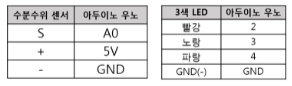 수분수위 센서 아두이노 우노
S A0
+ 5V
- GND
3색 LED 아두이노 우노
빨강 2
노랑 3
파랑 4
GND(-) GND